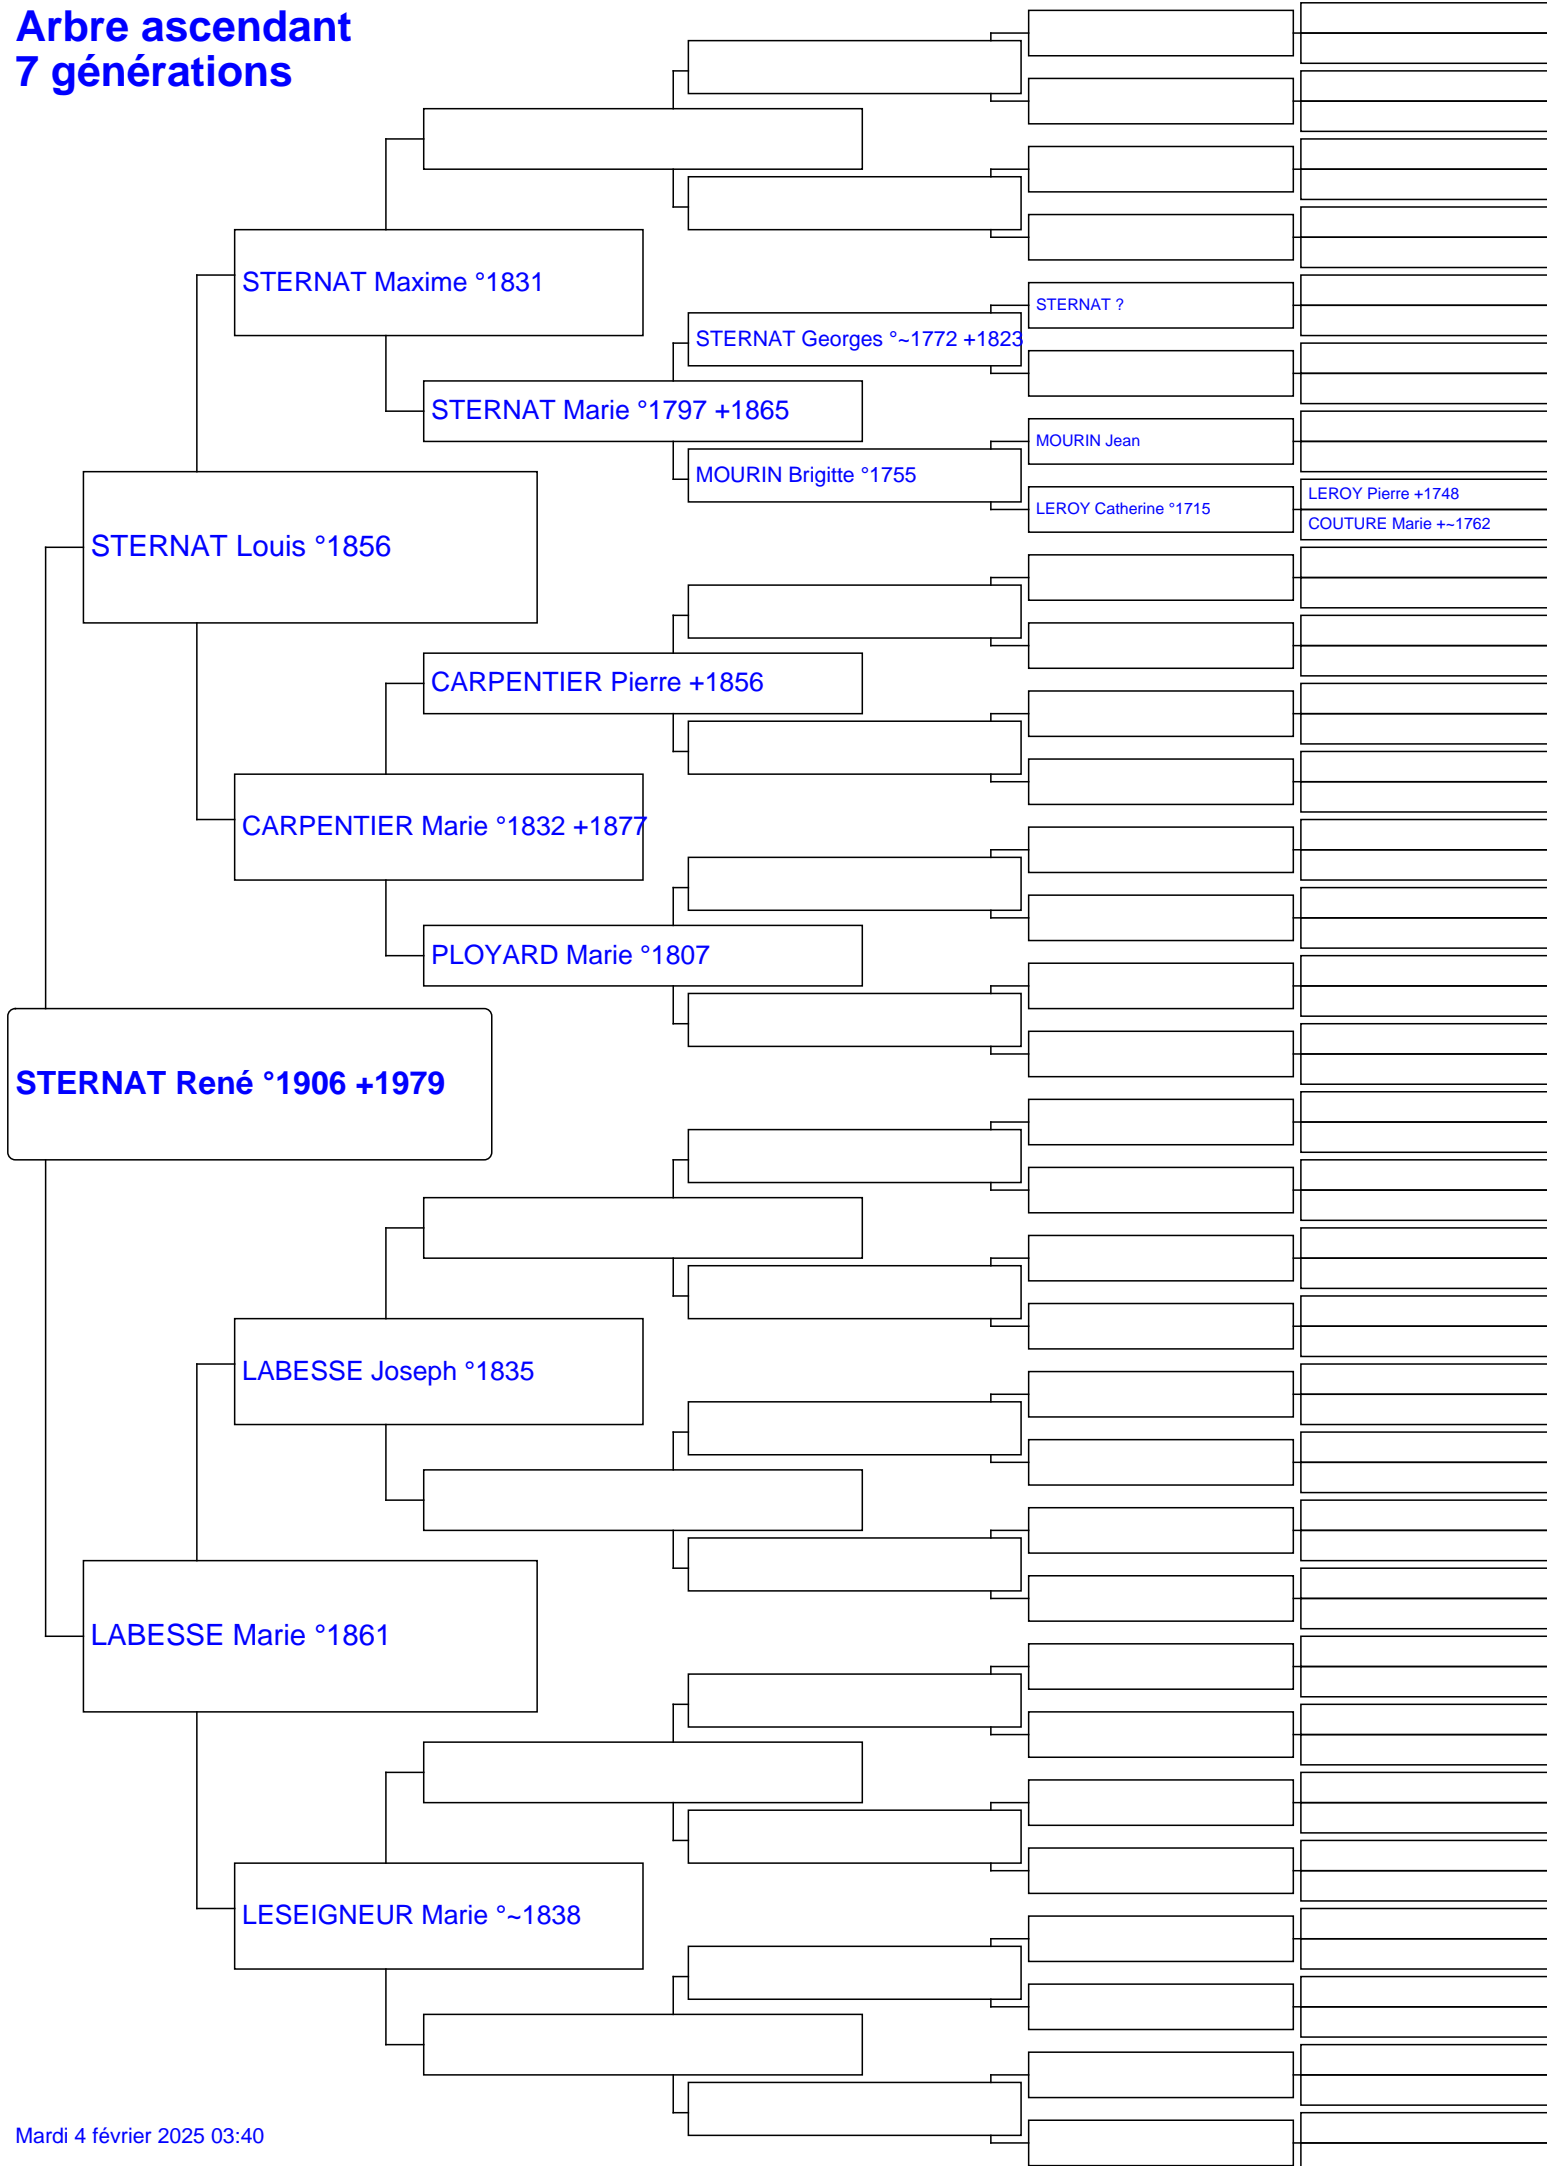 Arbre ascendant
7 générations
STERNAT Maxime °1831
STERNAT ?
STERNAT Georges °~1772 +1823
STERNAT Marie °1797 +1865
MOURIN Jean
MOURIN Brigitte °1755
LEROY Catherine °1715
LEROY Pierre +1748
COUTURE Marie +~1762
STERNAT Louis °1856
CARPENTIER Pierre +1856
CARPENTIER Marie °1832 +1877
PLOYARD Marie °1807
STERNAT René °1906 +1979
LABESSE Joseph °1835
LABESSE Marie °1861
LESEIGNEUR Marie °~1838
Mardi 4 février 2025 03:40